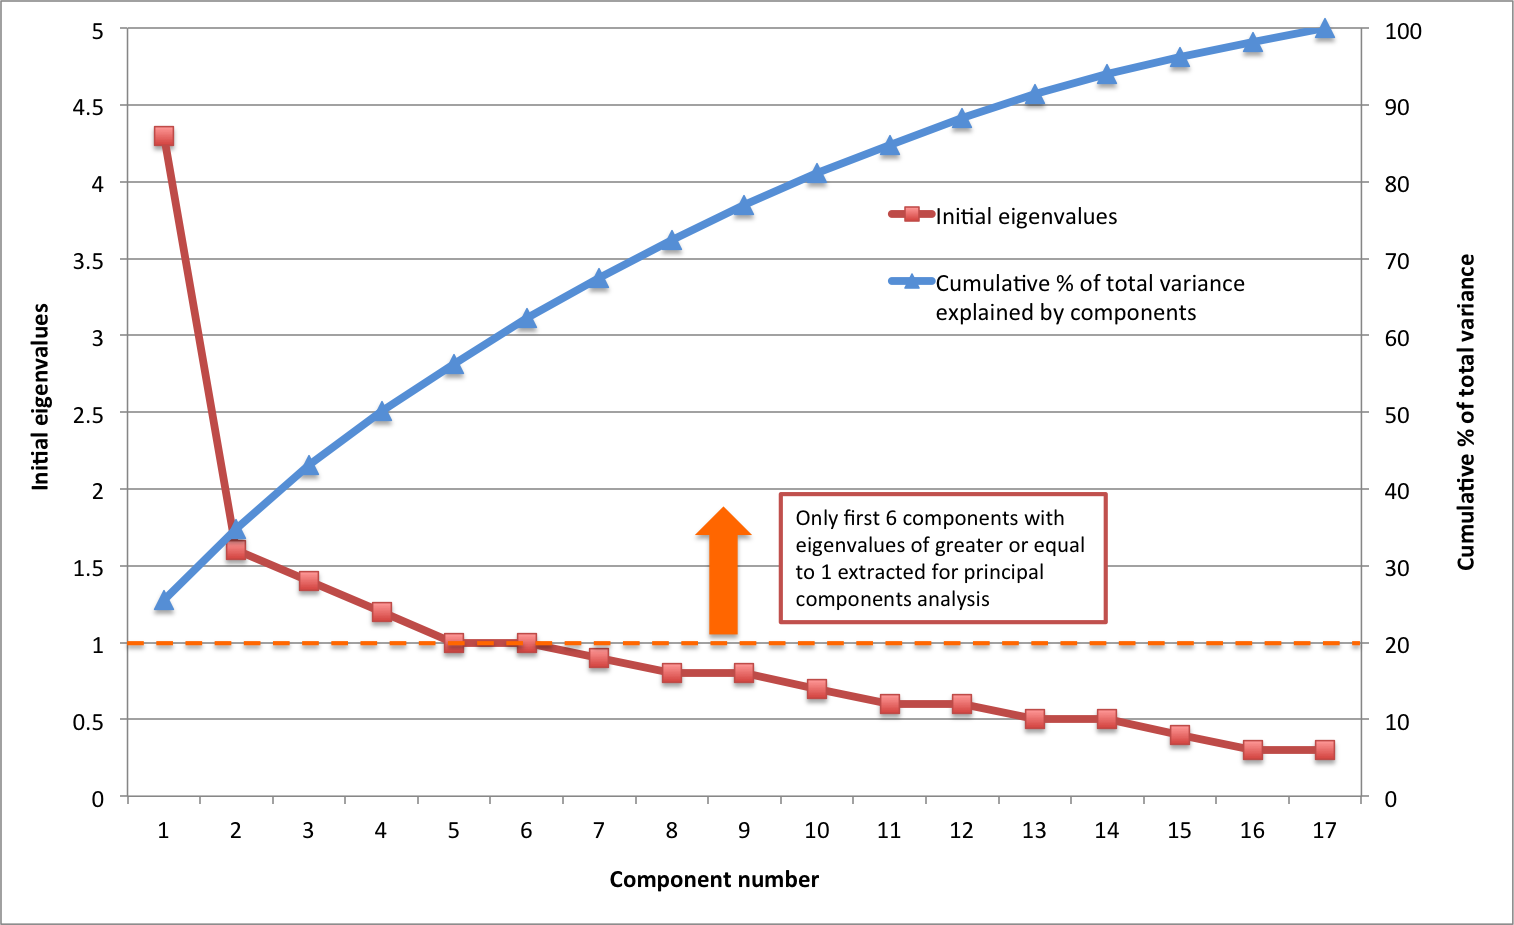 5
4.5
4
3.5
3
2.5
2
1.5
1
0.5
0
Initial eigenvalues
100
90
80
70
60
50
40
30
20
10
0
Cumulative % of total variance
Initial eigenvalues
Cumulative % of total variance
explained by components
Only first 6 components with
eigenvalues of greater or equal
to 1 extracted for principal
components analysis
1 2 3 4 5 6 7 8 9 10 11 12 13 14 15 16 17
Component number